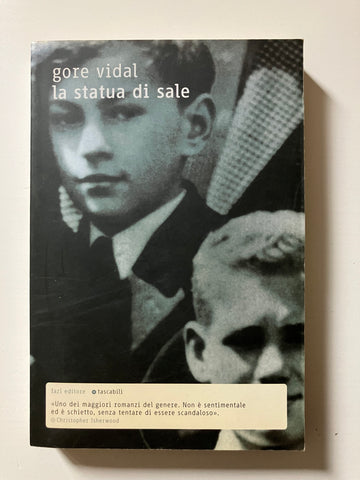 gore vidal
la statua di sale
fazi editore tascabili
«Uno dei maggiori romanzi del genere. Non è sentimentale
ed è schietto, senza tentare di essere scandaloso».
Christopher Isherwood